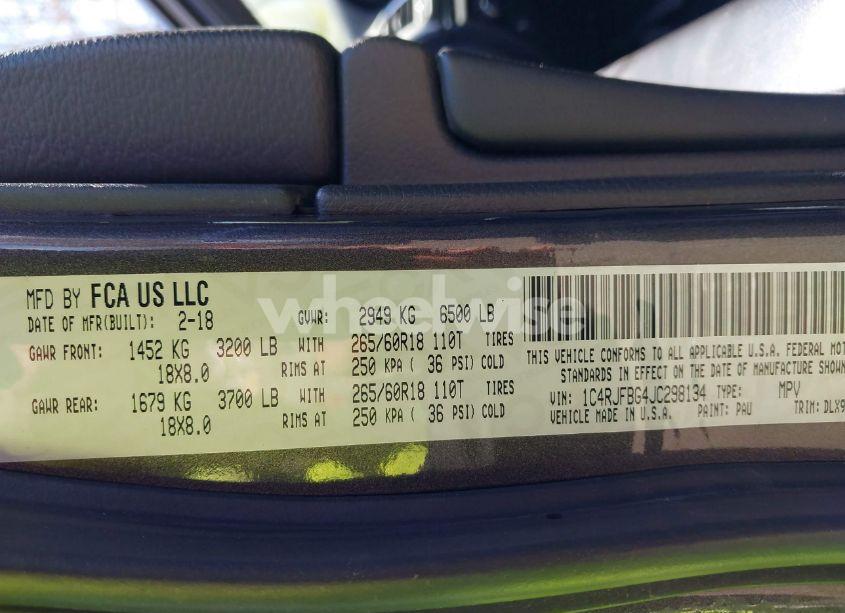 MFD BY FCA US LLC
DATE OF MFR(BUILT): 2-18 GVWR: 2949 KG 6500 LB
GAWR FRONT: 1452 KG 3200 LB WITH 265/60R18 110T TIRES
18X8.0 RIMS AT 250 KPA ( 36 PSI) COLD
GAWR REAR: 1679 KG 3700 LB WITH 265/60R18 110T TIRES
18X8.0 RIMS AT 250 KPA ( 36 PSI) COLD
THIS VEHICLE CONFORMS TO ALL APPLICABLE U.S.A. FEDERAL
STANDARDS IN EFFECT ON THE DATE OF MANUFACTURE
VIN: 1C4RJFBG4JC298134 TYPE: MPV
VEHICLE MADE IN U.S.A. PAINT: PAU TRIM: DLX9
wheelwise